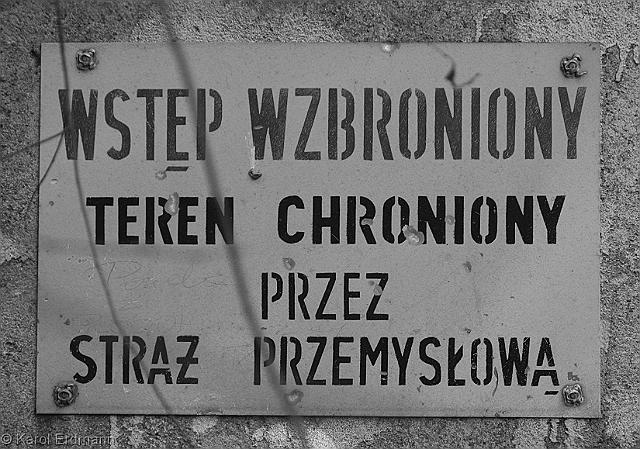 WSTĘP WZBRONIONY
TEREN CHRONIONY
PRZEZ
STRAŻ PRZEMYSŁOWĄ
© Karol Erdmann